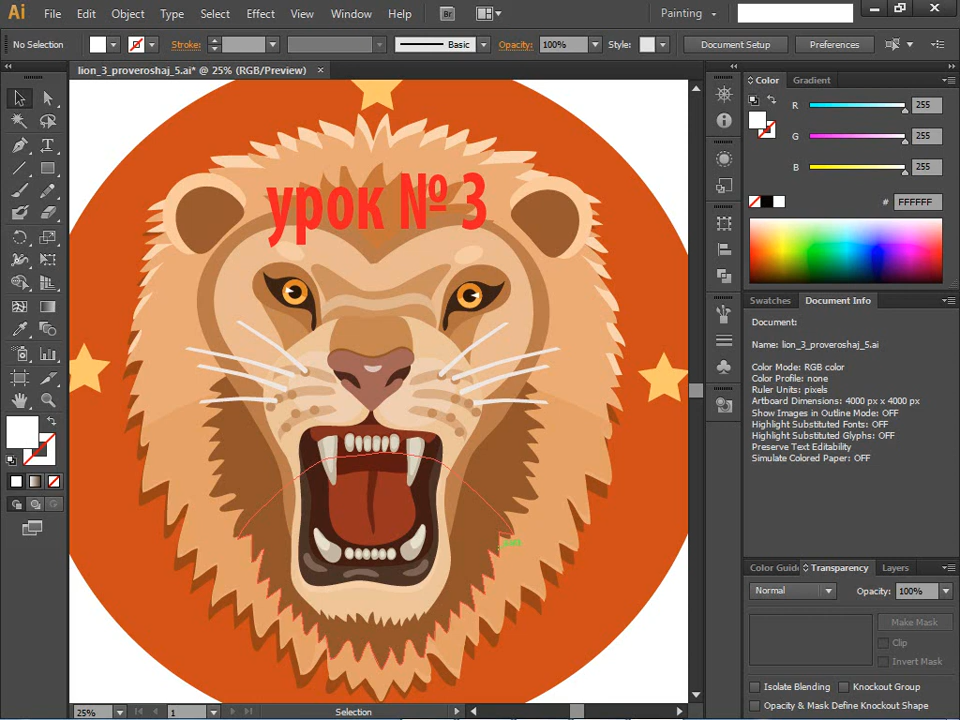 Ai File Edit Object Type Select Effect View Window Help Br Painting
No Selection Stroke: Basic Opacity: 100% Style: Document Setup Preferences
lion_3_proveroshaj_5.ai* @ 25% (RGB/Preview)
Color Gradient
R 255
G 255
B 255
# FFFFFF
урок № 3
Swatches Document Info
Document:
Name: lion_3_proveroshaj_5.ai
Color Mode: RGB color
Color Profile: none
Ruler Units: pixels
Artboard Dimensions: 4000 px x 4000 px
Show Images in Outline Mode: OFF
Highlight Substituted Fonts: OFF
Highlight Substituted Glyphs: OFF
Preserve Text Editability
Simulate Colored Paper: OFF
Color Guide Transparency Layers
Normal Opacity: 100%
Make Mask
Clip
Invert Mask
Isolate Blending Knockout Group
Opacity & Mask Define Knockout Shape
25% 1 Selection